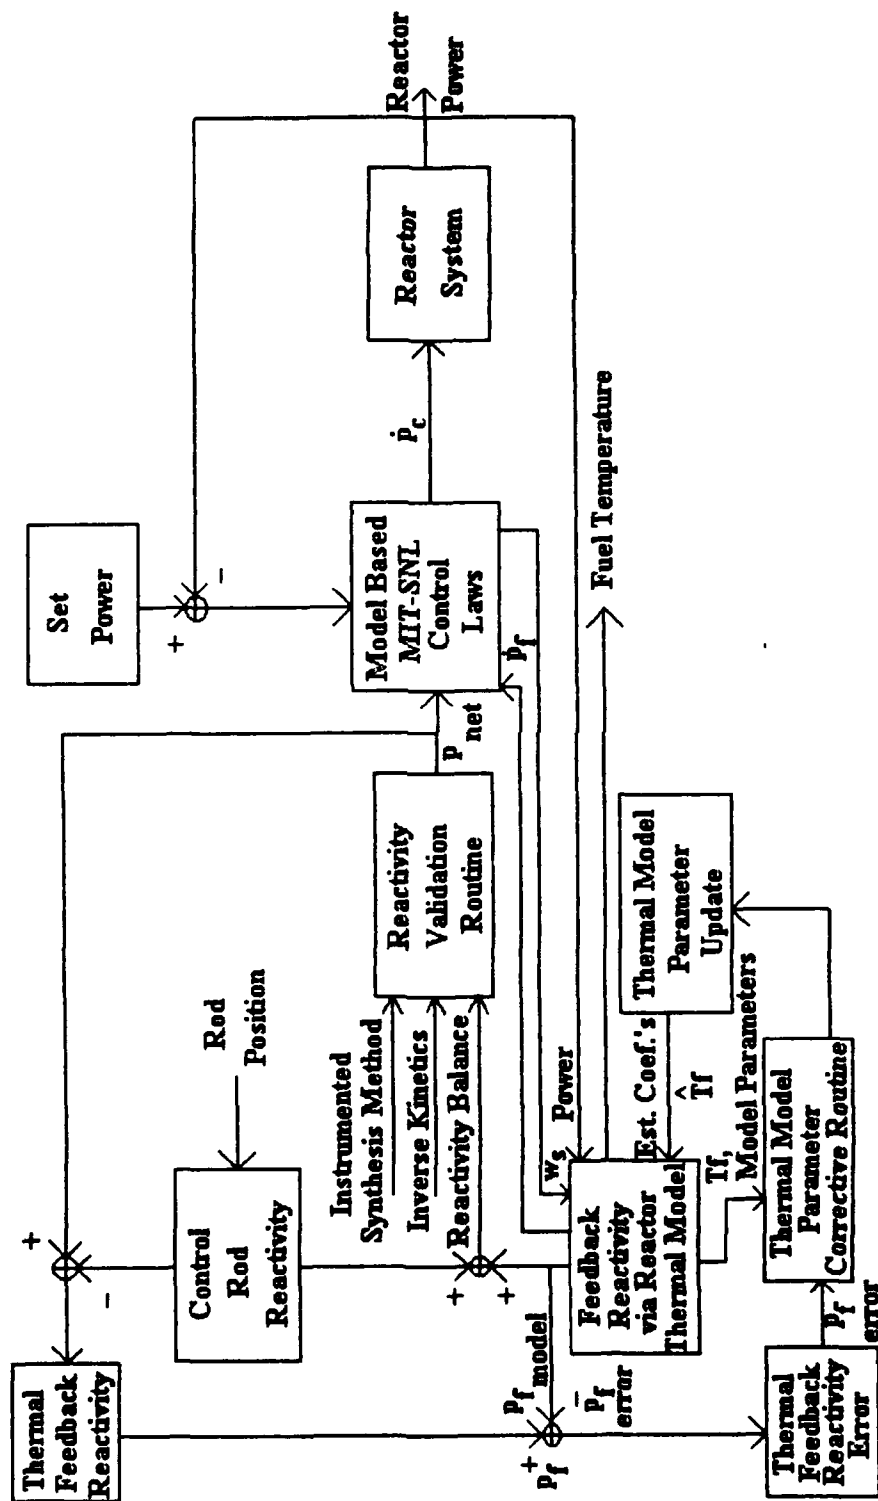 Thermal
Feedback
Reactivity
+
-
Control
Rod
Reactivity
Rod
Position
Set
Power
+
-
Reactor
Power
Instrumented
Synthesis Method
Inverse Kinetics
Reactivity Balance
Reactivity
Validation
Routine
P net
Model Based
MIT-SNL
Control
Laws
Ṗc
Reactor
System
+
+
Pf model
+
Pf
-
Pf
error
Feedback
Reactivity
via Reactor
Thermal Model
ws
Power
Ṗf
Fuel Temperature
Est. Coef.'s
T̂f
Tf, Model Parameters
Thermal Model
Parameter
Update
Thermal
Feedback
Reactivity
Error
Pf
error
Thermal Model
Parameter
Corrective Routine